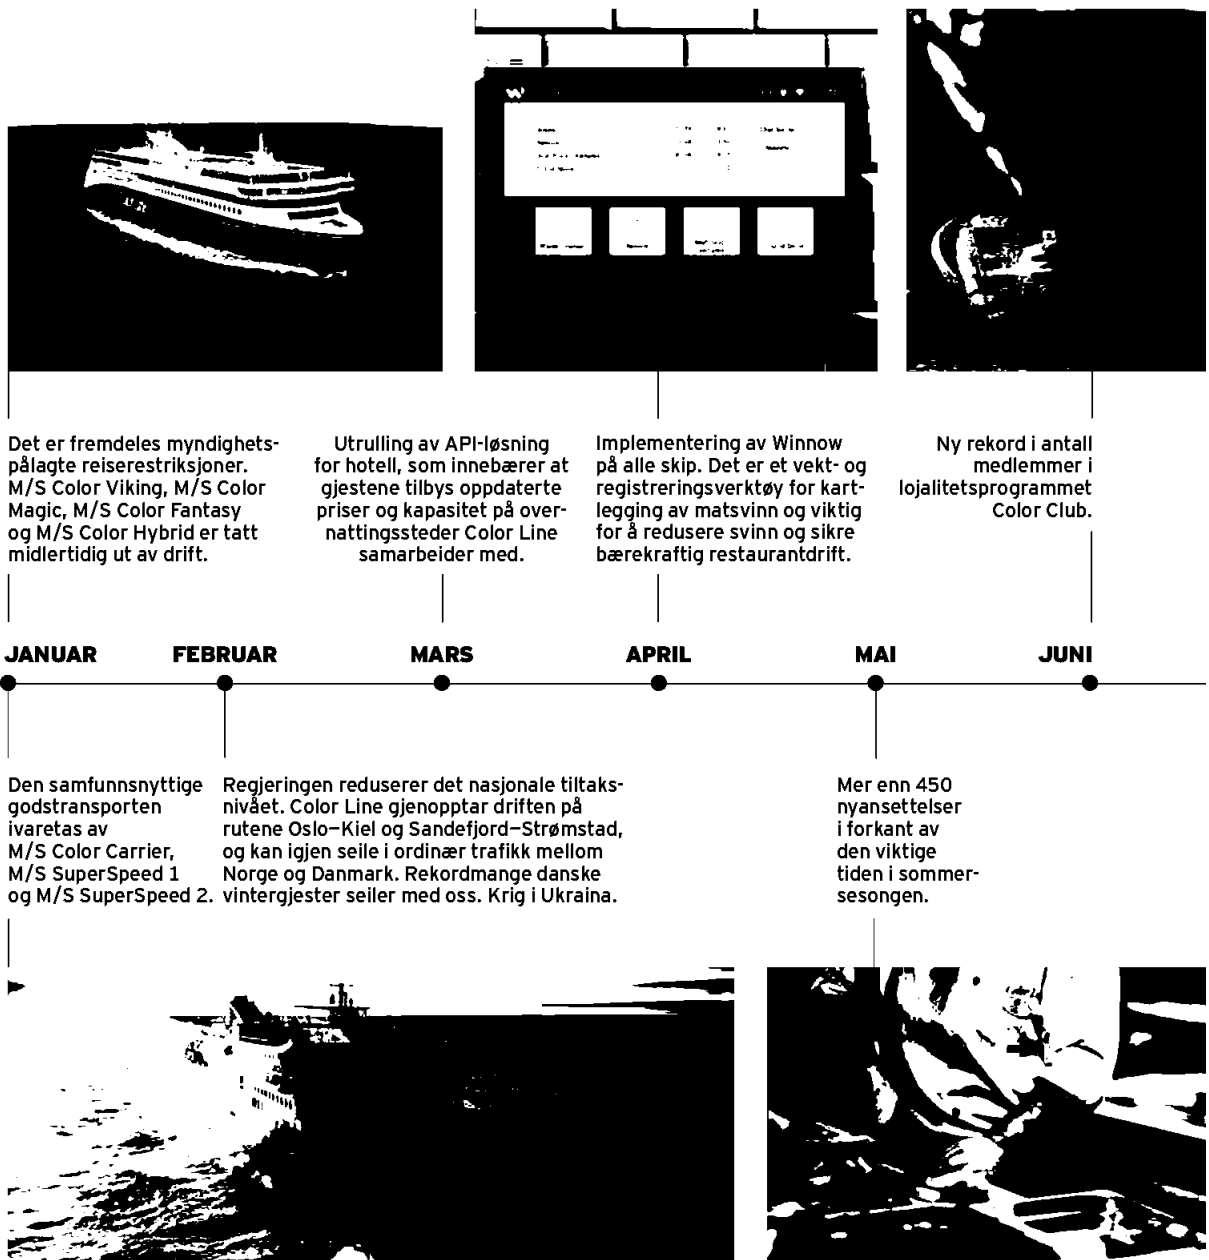 Det er fremdeles myndighets-
pålagte reiserestriksjoner.
M/S Color Viking, M/S Color
Magic, M/S Color Fantasy
og M/S Color Hybrid er tatt
midlertidig ut av drift.
Utrulling av API-løsning
for hotell, som innebærer at
gjestene tilbys oppdaterte
priser og kapasitet på over-
nattingssteder Color Line
samarbeider med.
Implementering av Winnow
på alle skip. Det er et vekt- og
registreringsverktøy for kart-
legging av matsvinn og viktig
for å redusere svinn og sikre
bærekraftig restaurantdrift.
Ny rekord i antall
medlemmer i
lojalitetsprogrammet
Color Club.
JANUAR
FEBRUAR
MARS
APRIL
MAI
JUNI
Den samfunnsnyttige
godstransporten
ivaretas av
M/S Color Carrier,
M/S SuperSpeed 1
og M/S SuperSpeed 2.
Regjeringen reduserer det nasjonale tiltaks-
nivået. Color Line gjenopptar driften på
rutene Oslo–Kiel og Sandefjord–Strømstad,
og kan igjen seile i ordinær trafikk mellom
Norge og Danmark. Rekordmange danske
vintergjester seiler med oss. Krig i Ukraina.
Mer enn 450
nyansettelser
i forkant av
den viktige
tiden i sommer-
sesongen.